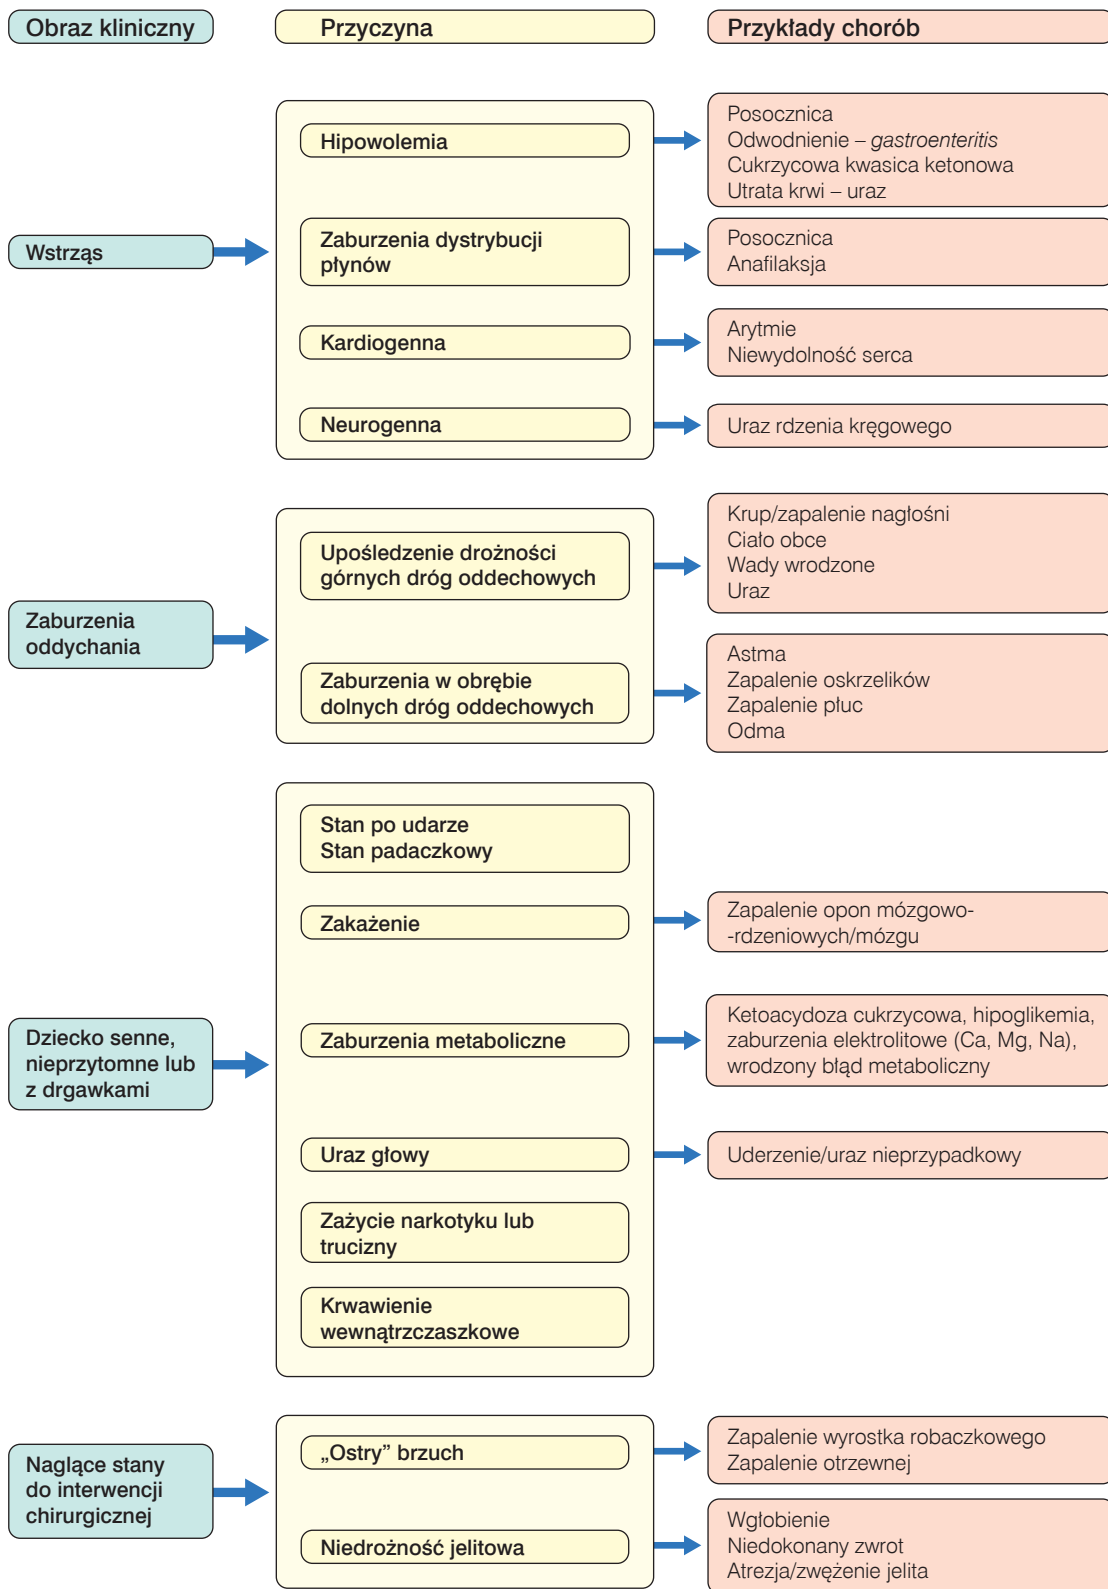 Obraz kliniczny
Przyczyna
Przykłady chorób
Wstrząs
Hipowolemia
Posocznica
Odwodnienie – gastroenteritis
Cukrzycowa kwasica ketonowa
Utrata krwi – uraz
Zaburzenia dystrybucji
płynów
Posocznica
Anafilaksja
Kardiogenna
Arytmie
Niewydolność serca
Neurogenna
Uraz rdzenia kręgowego
Zaburzenia
oddychania
Upośledzenie drożności
górnych dróg oddechowych
Krup/zapalenie nagłośni
Ciało obce
Wady wrodzone
Uraz
Zaburzenia w obrębie
dolnych dróg oddechowych
Astma
Zapalenie oskrzelików
Zapalenie płuc
Odma
Dziecko senne,
nieprzytomne lub
z drgawkami
Stan po udarze
Stan padaczkowy
Zakażenie
Zapalenie opon mózgowo-
-rdzeniowych/mózgu
Zaburzenia metaboliczne
Ketoacydoza cukrzycowa, hipoglikemia,
zaburzenia elektrolitowe (Ca, Mg, Na),
wrodzony błąd metaboliczny
Uraz głowy
Uderzenie/uraz nieprzypadkowy
Zażycie narkotyku lub
trucizny
Krwawienie
wewnątrzczaszkowe
Naglące stany
do interwencji
chirurgicznej
„Ostry” brzuch
Zapalenie wyrostka robaczkowego
Zapalenie otrzewnej
Niedrożność jelitowa
Wgłobienie
Niedokonany zwrot
Atrezja/zwężenie jelita